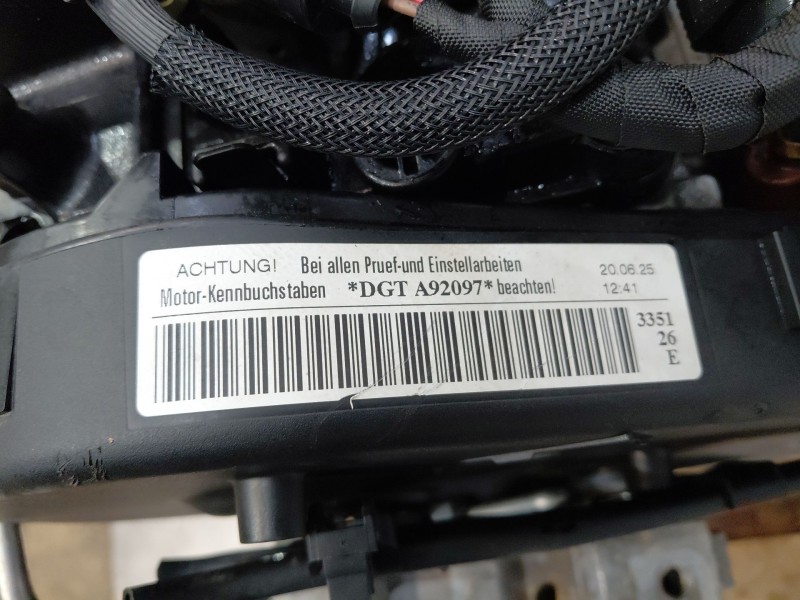 ACHTUNG! Bei allen Pruef-und Einstellarbeiten 20.06.25
Motor-Kennbuchstaben *DGT A92097* beachten! 12:41
3351
26
E